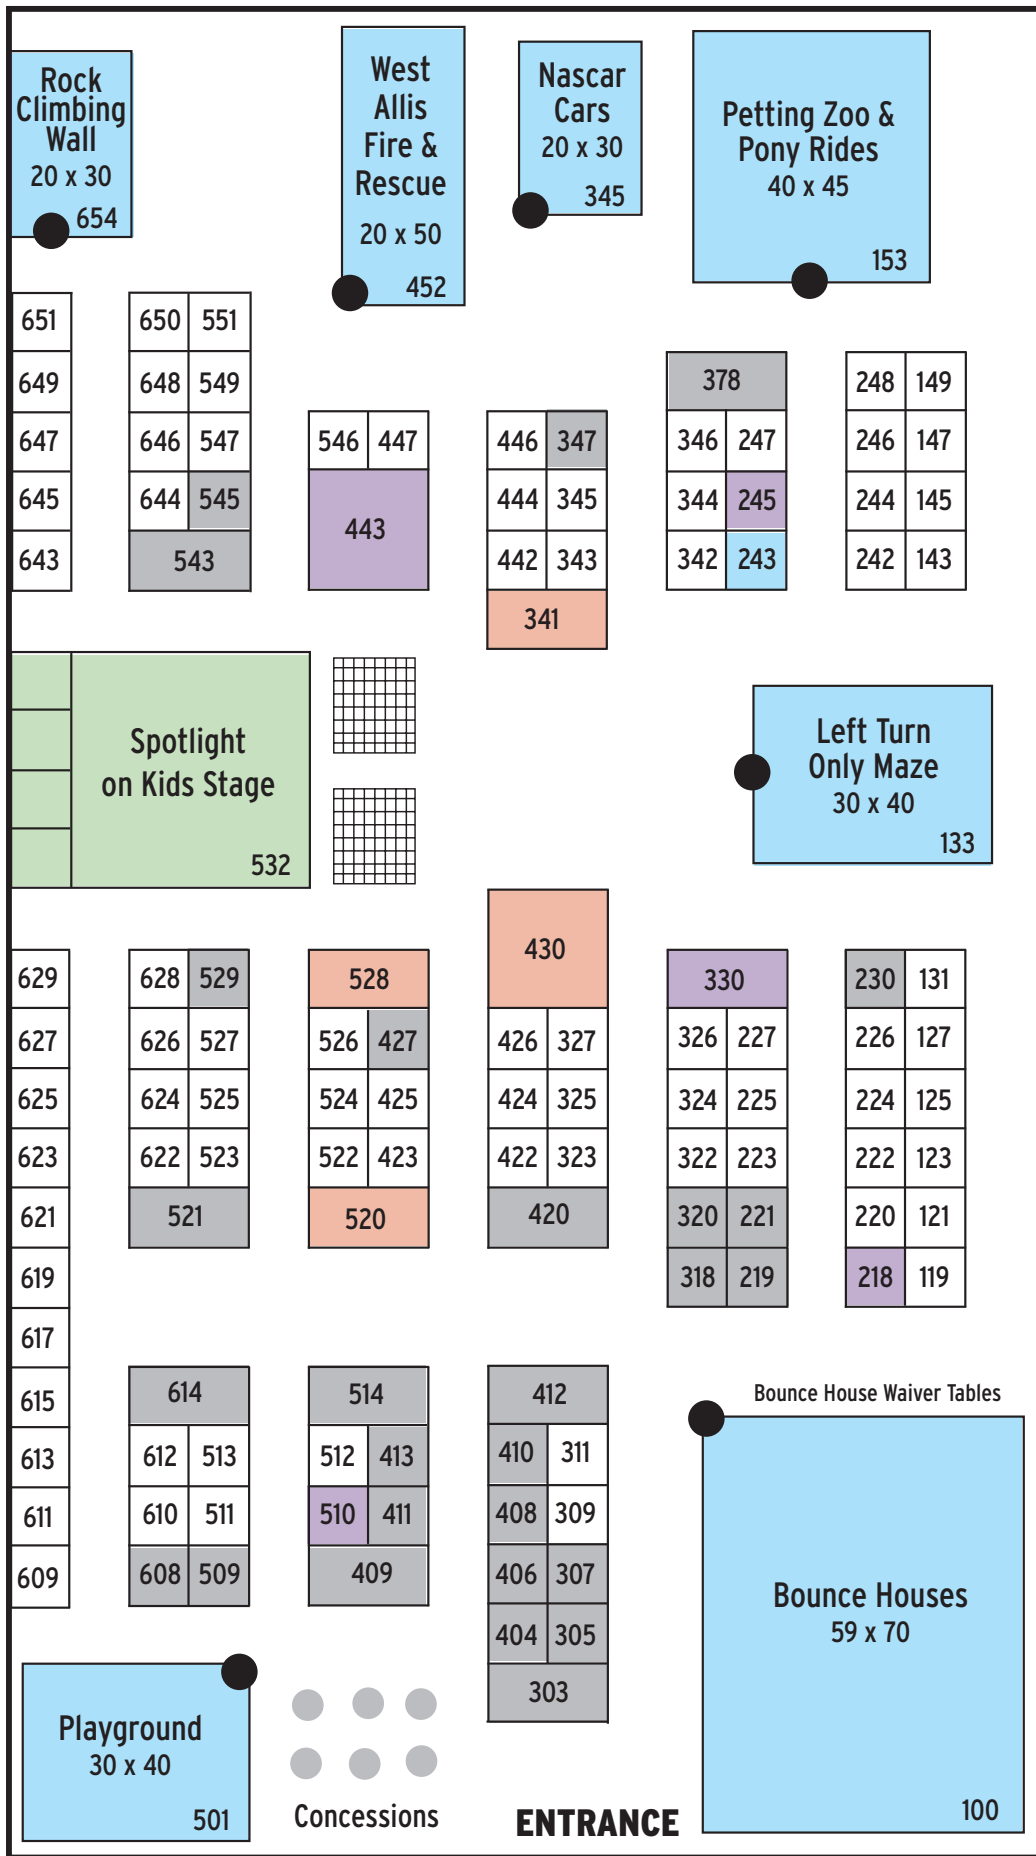 Rock
Climbing
Wall
20 x 30
654
West
Allis
Fire &
Rescue
20 x 50
452
Nascar
Cars
20 x 30
345
Petting Zoo &
Pony Rides
40 x 45
153
651 650 551
649 648 549 378 248 149
647 646 547 546 447 446 347 346 247 246 147
645 644 545 443 444 345 344 245 244 145
643 543 442 343 342 243 242 143
341
Spotlight
on Kids Stage
532
Left Turn
Only Maze
30 x 40
133
430
629 628 529 528 330 230 131
627 626 527 526 427 426 327 326 227 226 127
625 624 525 524 425 424 325 324 225 224 125
623 622 523 522 423 422 323 322 223 222 123
621 521 520 420 320 221 220 121
619 318 219 218 119
617
615 614 514 412
613 612 513 512 413 410 311
611 610 511 510 411 408 309
609 608 509 409 406 307
404 305
303
Bounce House Waiver Tables
Bounce Houses
59 x 70
100
Playground
30 x 40
501
Concessions
ENTRANCE